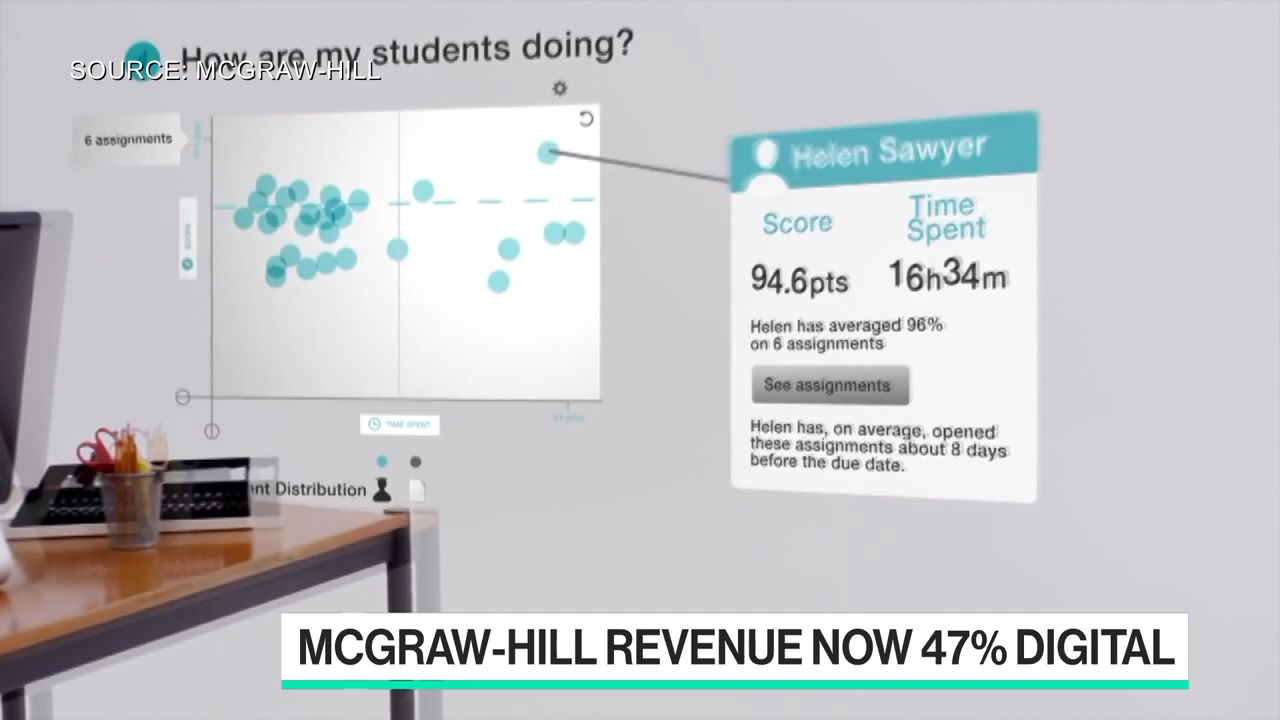 How are my students doing?
SOURCE: MCGRAW-HILL
6 assignments
SCORE
TIME SPENT
nt Distribution
Helen Sawyer
Score
Time
Spent
94.6pts
16h34m
Helen has averaged 96%
on 6 assignments
See assignments
Helen has, on average, opened
these assignments about 8 days
before the due date.
MCGRAW-HILL REVENUE NOW 47% DIGITAL